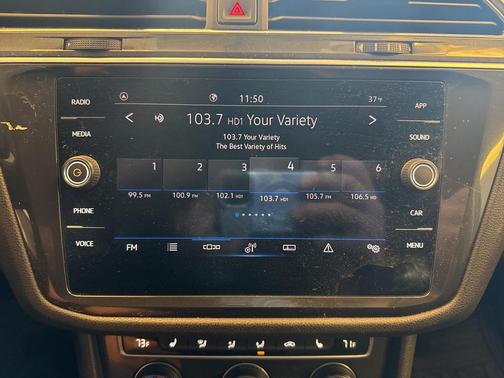 RADIO
MEDIA
PHONE
VOICE
11:50
37°F
103.7 HD1 Your Variety
103.7 Your Variety
The Best Variety of Hits
1 2 3 4 5 6
99.5 FM 100.9 FM 102.1 HD1 103.7 HD1 105.7 FM 106.5 HD
FM
APP
SOUND
CAR
MENU
73°F
71°F